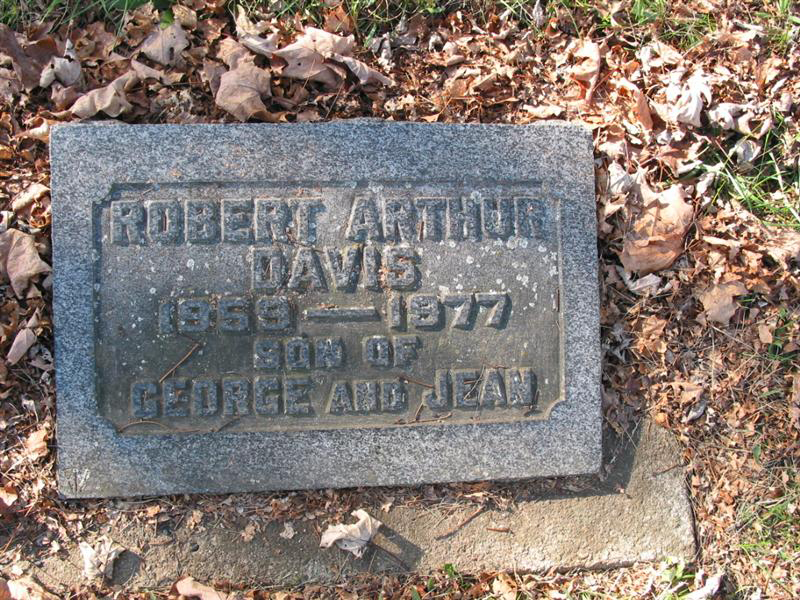 ROBERT ARTHUR
DAVIS
1959 — 1977
SON OF
GEORGE AND JEAN